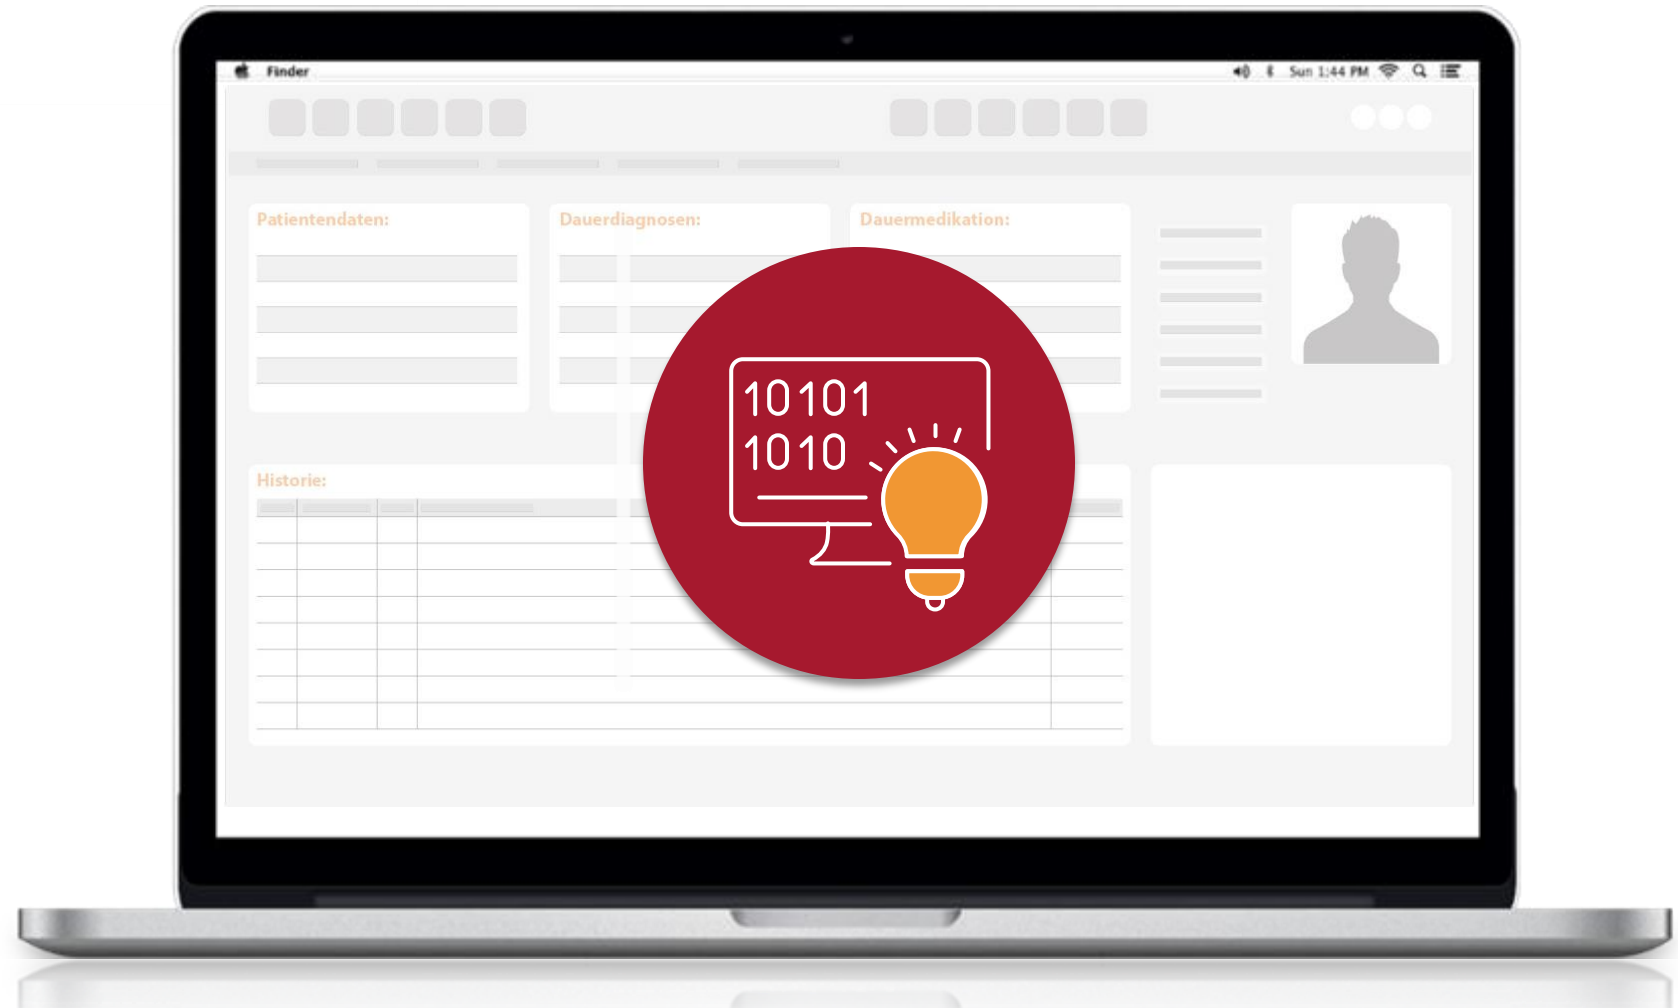 Finder
Sun 1:44 PM
Patientendaten:
Dauerdiagnosen:
Dauermedikation:
10101
1010
Historie: